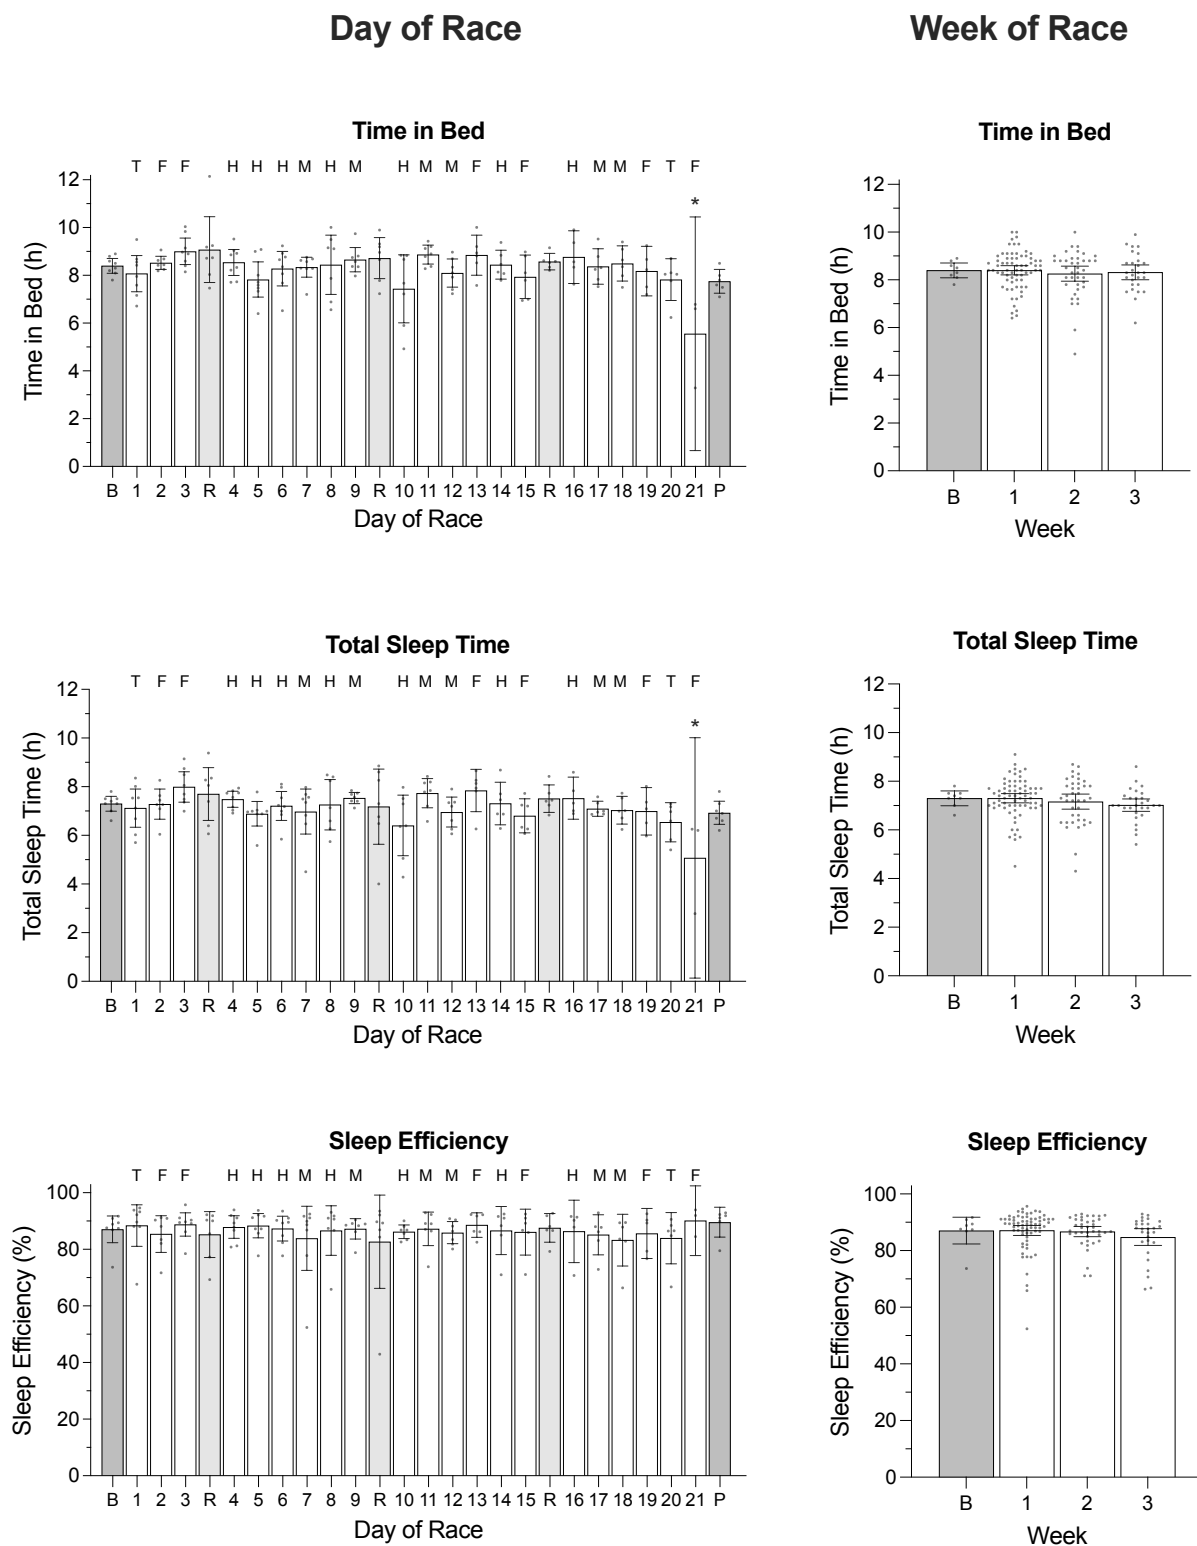 Day of Race
Week of Race
Time in Bed
T F F H H H M H M H M M F H F H M M F T F
12
10
8
6
4
2
0
Time in Bed (h)
*
B 1 2 3 R 4 5 6 7 8 9 R 10 11 12 13 14 15 R 16 17 18 19 20 21 P
Day of Race
Time in Bed
12
10
8
6
4
2
0
Time in Bed (h)
B 1 2 3
Week
Total Sleep Time
T F F H H H M H M H M M F H F H M M F T F
12
10
8
6
4
2
0
Total Sleep Time (h)
*
B 1 2 3 R 4 5 6 7 8 9 R 10 11 12 13 14 15 R 16 17 18 19 20 21 P
Day of Race
Total Sleep Time
12
10
8
6
4
2
0
Total Sleep Time (h)
B 1 2 3
Week
Sleep Efficiency
T F F H H H M H M H M M F H F H M M F T F
100
80
60
40
20
0
Sleep Efficiency (%)
B 1 2 3 R 4 5 6 7 8 9 R 10 11 12 13 14 15 R 16 17 18 19 20 21 P
Day of Race
Sleep Efficiency
100
80
60
40
20
0
Sleep Efficiency (%)
B 1 2 3
Week